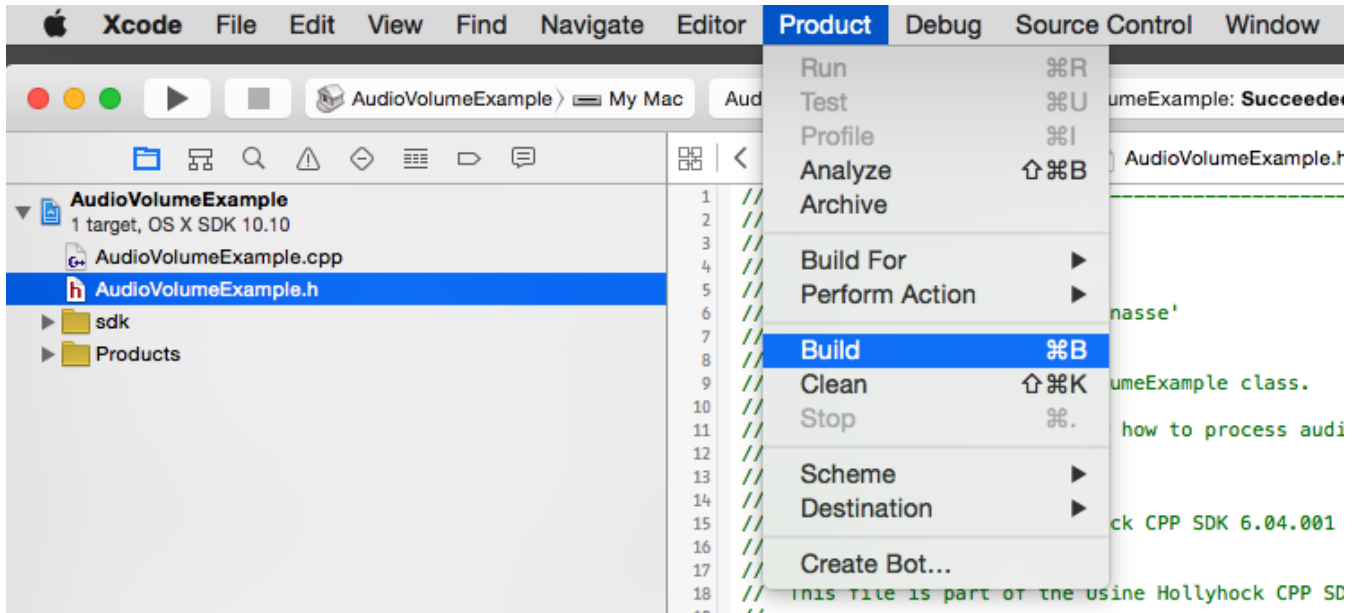 Xcode File Edit View Find Navigate Editor Product Debug Source Control Window
AudioVolumeExample My Mac Aud umeExample: Succeeded
AudioVolumeExample.h
AudioVolumeExample
1 target, OS X SDK 10.10
AudioVolumeExample.cpp
AudioVolumeExample.h
sdk
Products
Run ⌘R
Test ⌘U
Profile ⌘I
Analyze ⇧⌘B
Archive
Build For ▶
Perform Action ▶
Build ⌘B
Clean ⇧⌘K
Stop ⌘.
Scheme ▶
Destination ▶
Create Bot...
1 //
2 //
3 //
4 //
5 //
6 // nasse'
7 //
8 //
9 // umeExample class.
10 //
11 // how to process audi
12 //
13 //
14 //
15 // ck CPP SDK 6.04.001
16 //
17 //
18 // This file is part of the Usine Hollyhock CPP SD